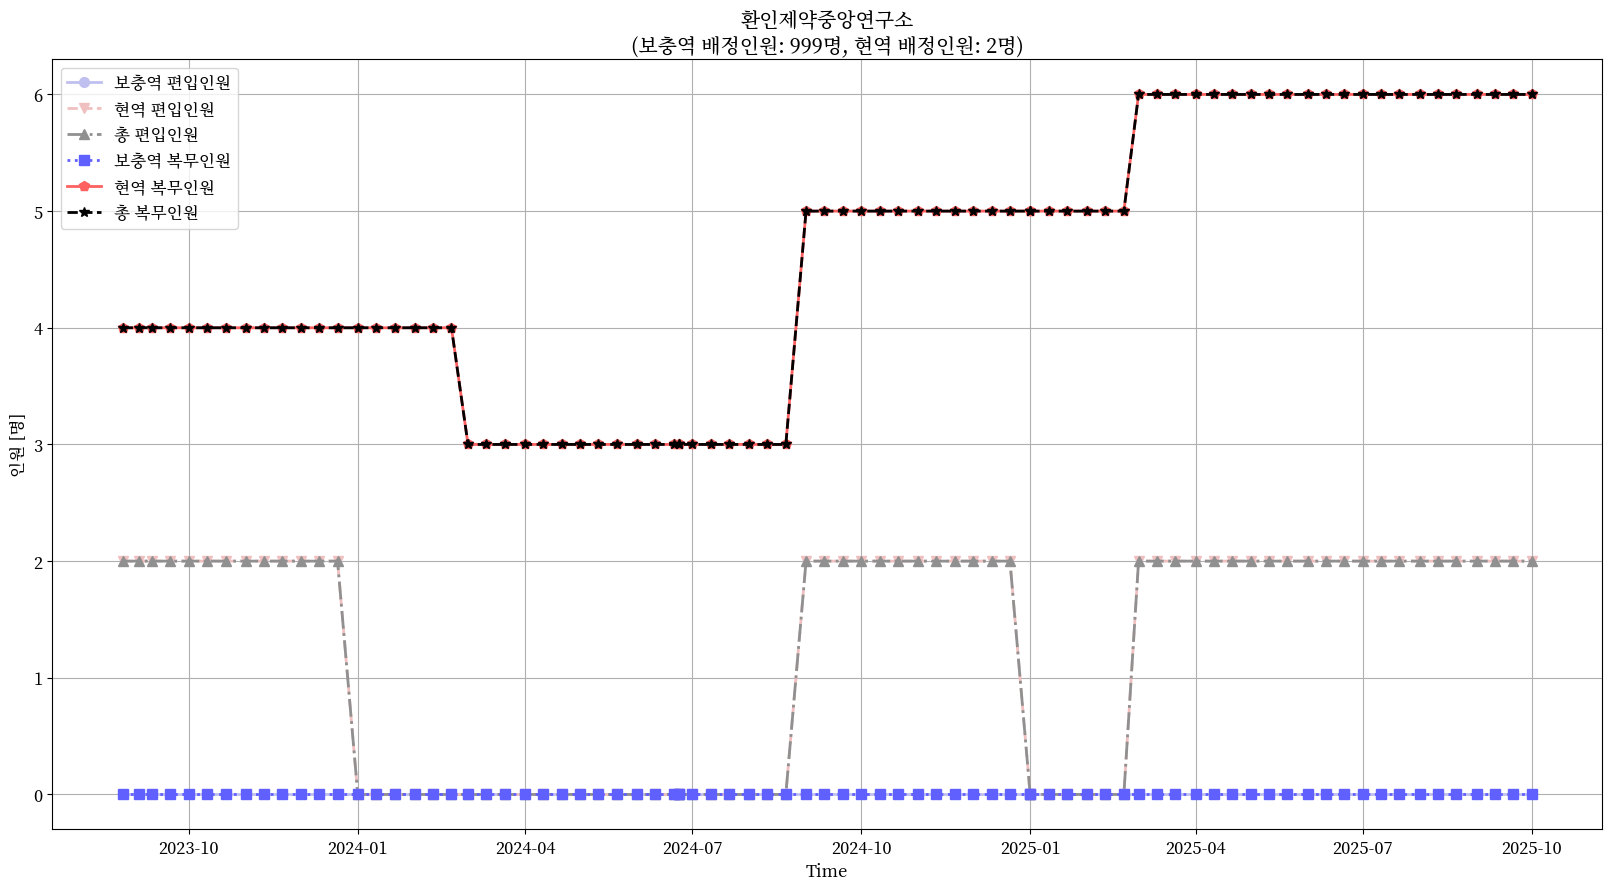 환인제약중앙연구소
(보충역 배정인원: 999명, 현역 배정인원: 2명)
보충역 편입인원
현역 편입인원
총 편입인원
보충역 복무인원
현역 복무인원
총 복무인원
인원 [명]
6
5
4
3
2
1
0
2023-10
2024-01
2024-04
2024-07
2024-10
2025-01
2025-04
2025-07
2025-10
Time